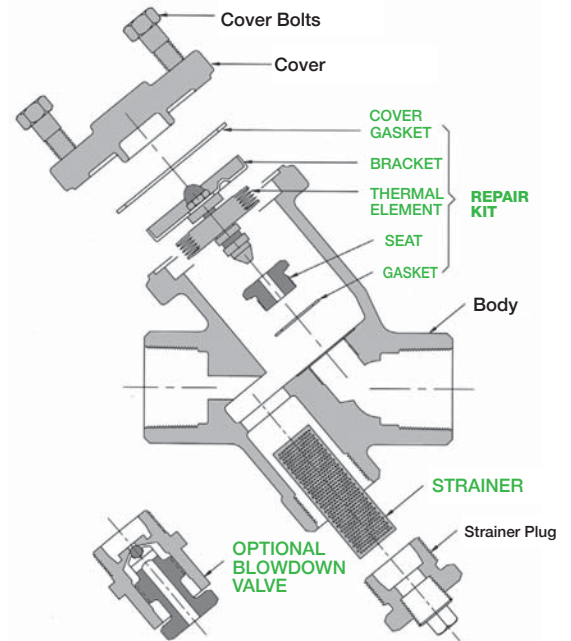 Cover Bolts
Cover
COVER
GASKET
BRACKET
THERMAL
ELEMENT
REPAIR
KIT
SEAT
GASKET
Body
STRAINER
Strainer Plug
OPTIONAL
BLOWDOWN
VALVE